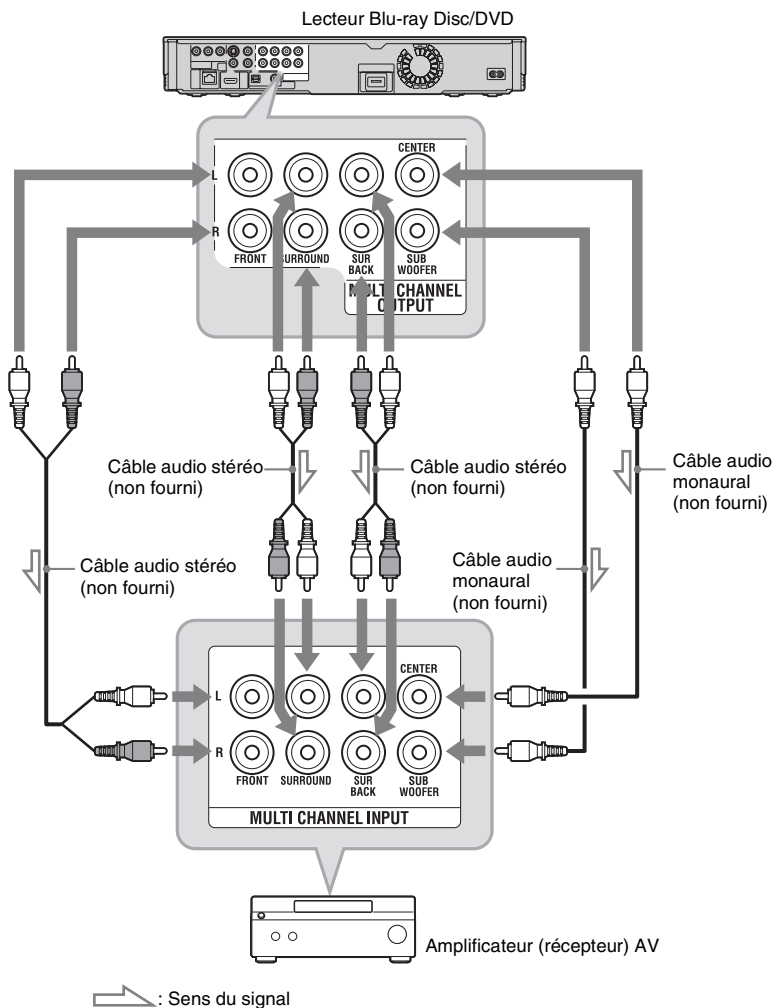 Lecteur Blu-ray Disc/DVD
CENTER
L
R
FRONT
SURROUND
SUR
BACK
SUB
WOOFER
MULTI CHANNEL
OUTPUT
Câble audio stéréo
(non fourni)
Câble audio stéréo
(non fourni)
Câble audio
monaural
(non fourni)
Câble audio stéréo
(non fourni)
Câble audio
monaural
(non fourni)
CENTER
L
R
FRONT
SURROUND
SUR
BACK
SUB
WOOFER
MULTI CHANNEL INPUT
Amplificateur (récepteur) AV
: Sens du signal